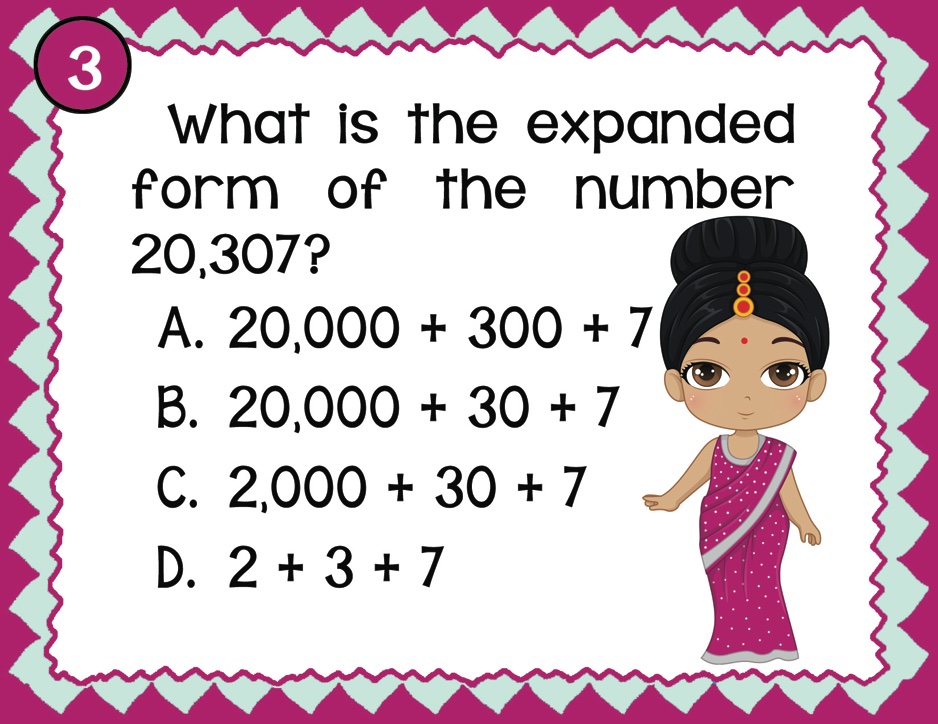 3
What is the expanded
form of the number
20,307?
A. 20,000 + 300 + 7
B. 20,000 + 30 + 7
C. 2,000 + 30 + 7
D. 2 + 3 + 7